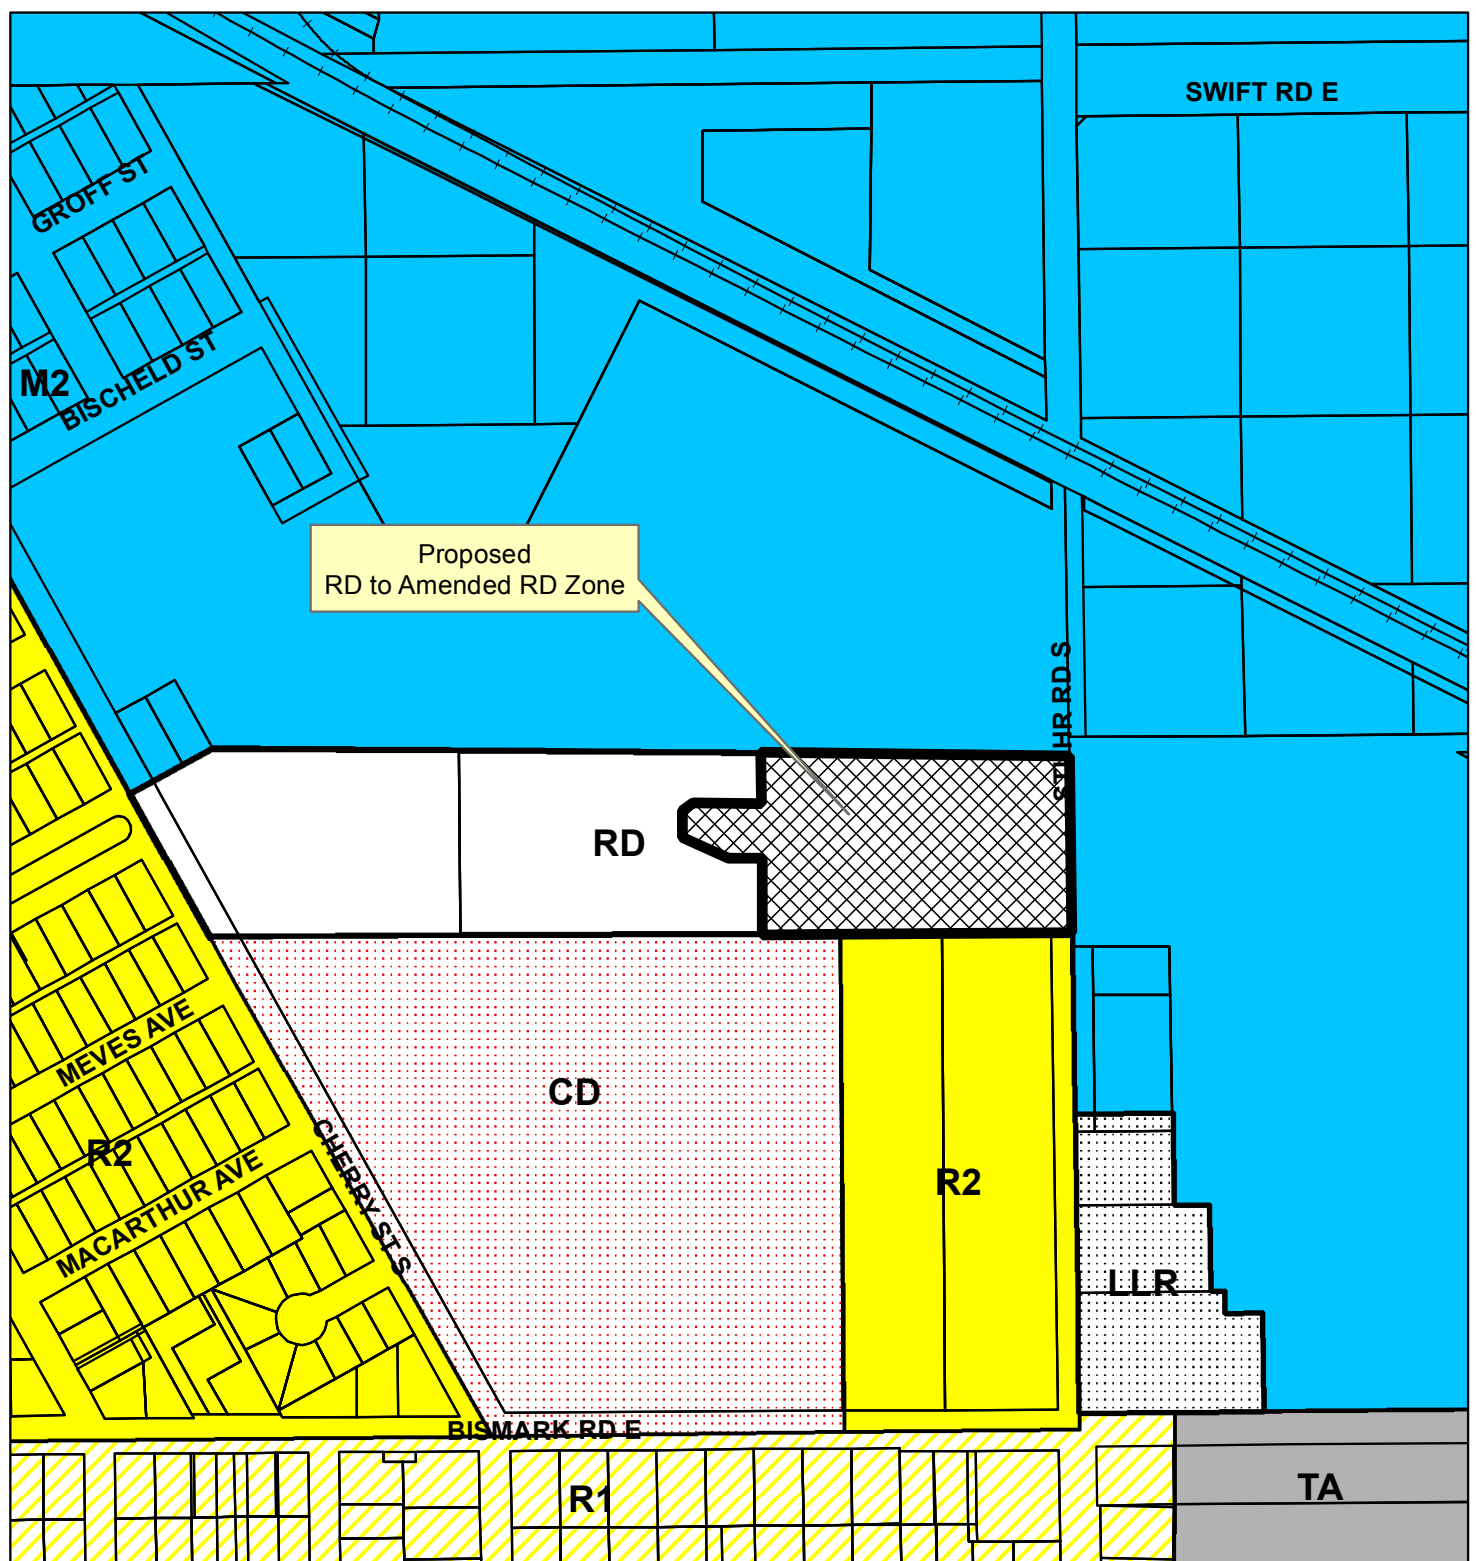 SWIFT RD E
GROFF ST
BISCHELD ST
M2
Proposed
RD to Amended RD Zone
STUHR RD S
RD
MEVES AVE
CD
R2
MACARTHUR AVE
CHERRY ST S
R2
LLR
BISMARK RD E
R1
TA